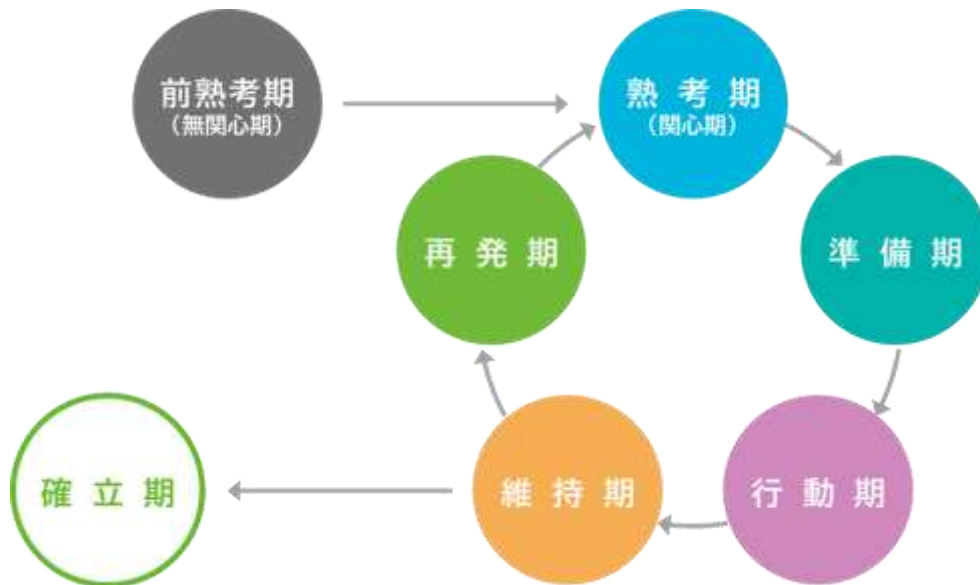 前熟考期
（無関心期）
熟考期
（関心期）
再発期
準備期
確立期
維持期
行動期